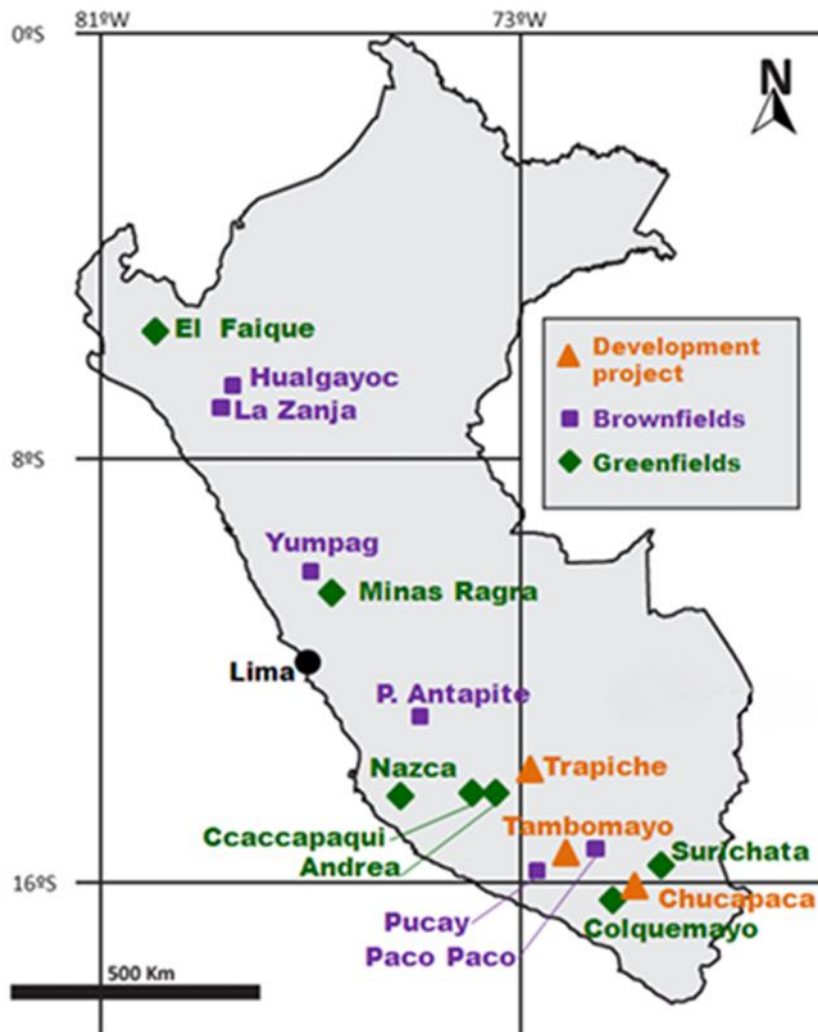 81ºW
73ºW
0ºS
N
El Faique
Hualgayoc
La Zanja
Development
project
Brownfields
Greenfields
8ºS
Yumpag
Minas Ragra
Lima
P. Antapite
Nazca
Trapiche
Ccaccapaqui
Andrea
Tambomayo
Surichata
16ºS
Chucapaca
Pucay
Colquemayo
Paco Paco
500 Km